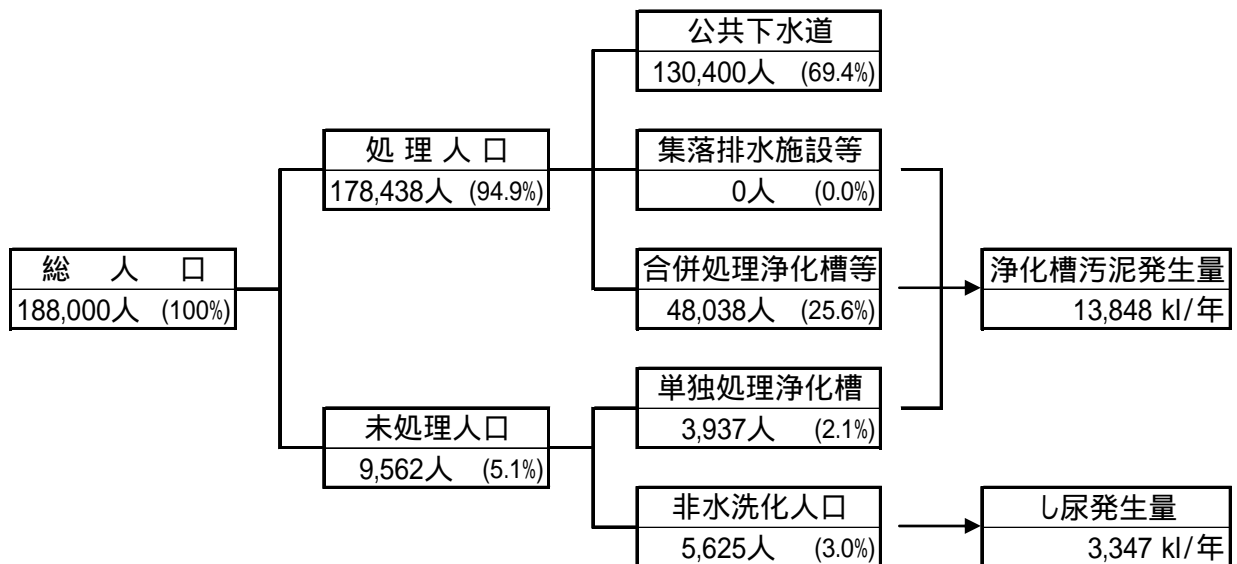 公共下水道
130,400人 (69.4%)
処理人口
178,438人 (94.9%)
集落排水施設等
0人 (0.0%)
総人口
188,000人 (100%)
合併処理浄化槽等
48,038人 (25.6%)
浄化槽汚泥発生量
13,848 kl/年
単独処理浄化槽
3,937人 (2.1%)
未処理人口
9,562人 (5.1%)
非水洗化人口
5,625人 (3.0%)
し尿発生量
3,347 kl/年